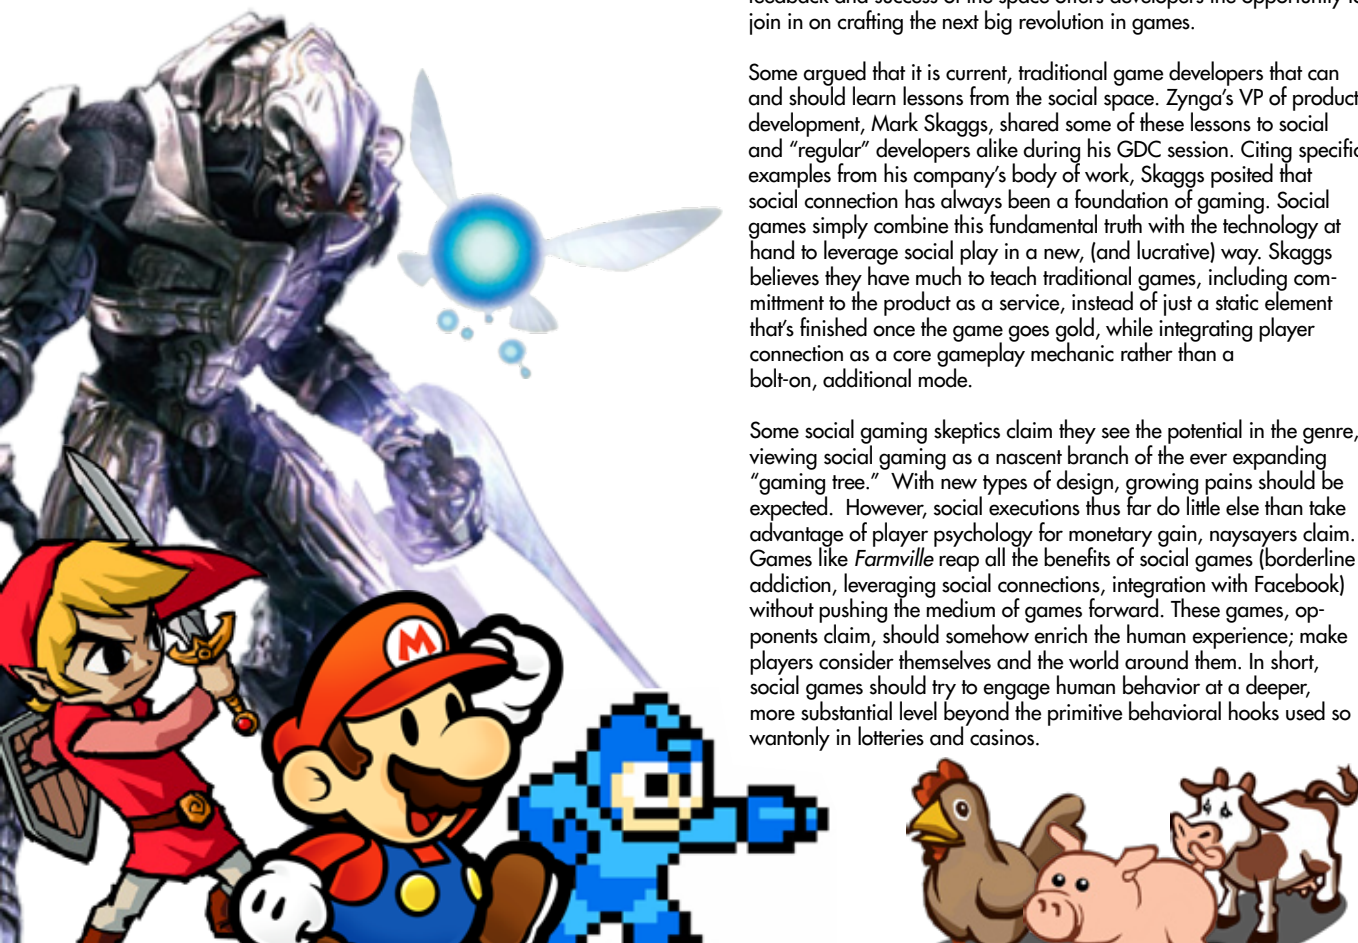 feedback and success of the space offers developers the opportunity to
join in on crafting the next big revolution in games.
Some argued that it is current, traditional game developers that can
and should learn lessons from the social space. Zynga’s VP of product
development, Mark Skaggs, shared some of these lessons to social
and “regular” developers alike during his GDC session. Citing specific
examples from his company’s body of work, Skaggs posited that
social connection has always been a foundation of gaming. Social
games simply combine this fundamental truth with the technology at
hand to leverage social play in a new, (and lucrative) way. Skaggs
believes they have much to teach traditional games, including com-
mittment to the product as a service, instead of just a static element
that’s finished once the game goes gold, while integrating player
connection as a core gameplay mechanic rather than a
bolt-on, additional mode.
Some social gaming skeptics claim they see the potential in the genre,
viewing social gaming as a nascent branch of the ever expanding
“gaming tree.”  With new types of design, growing pains should be
expected.  However, social executions thus far do little else than take
advantage of player psychology for monetary gain, naysayers claim.
Games like Farmville reap all the benefits of social games (borderline
addiction, leveraging social connections, integration with Facebook)
without pushing the medium of games forward. These games, op-
ponents claim, should somehow enrich the human experience; make
players consider themselves and the world around them. In short,
social games should try to engage human behavior at a deeper,
more substantial level beyond the primitive behavioral hooks used so
wantonly in lotteries and casinos.
M